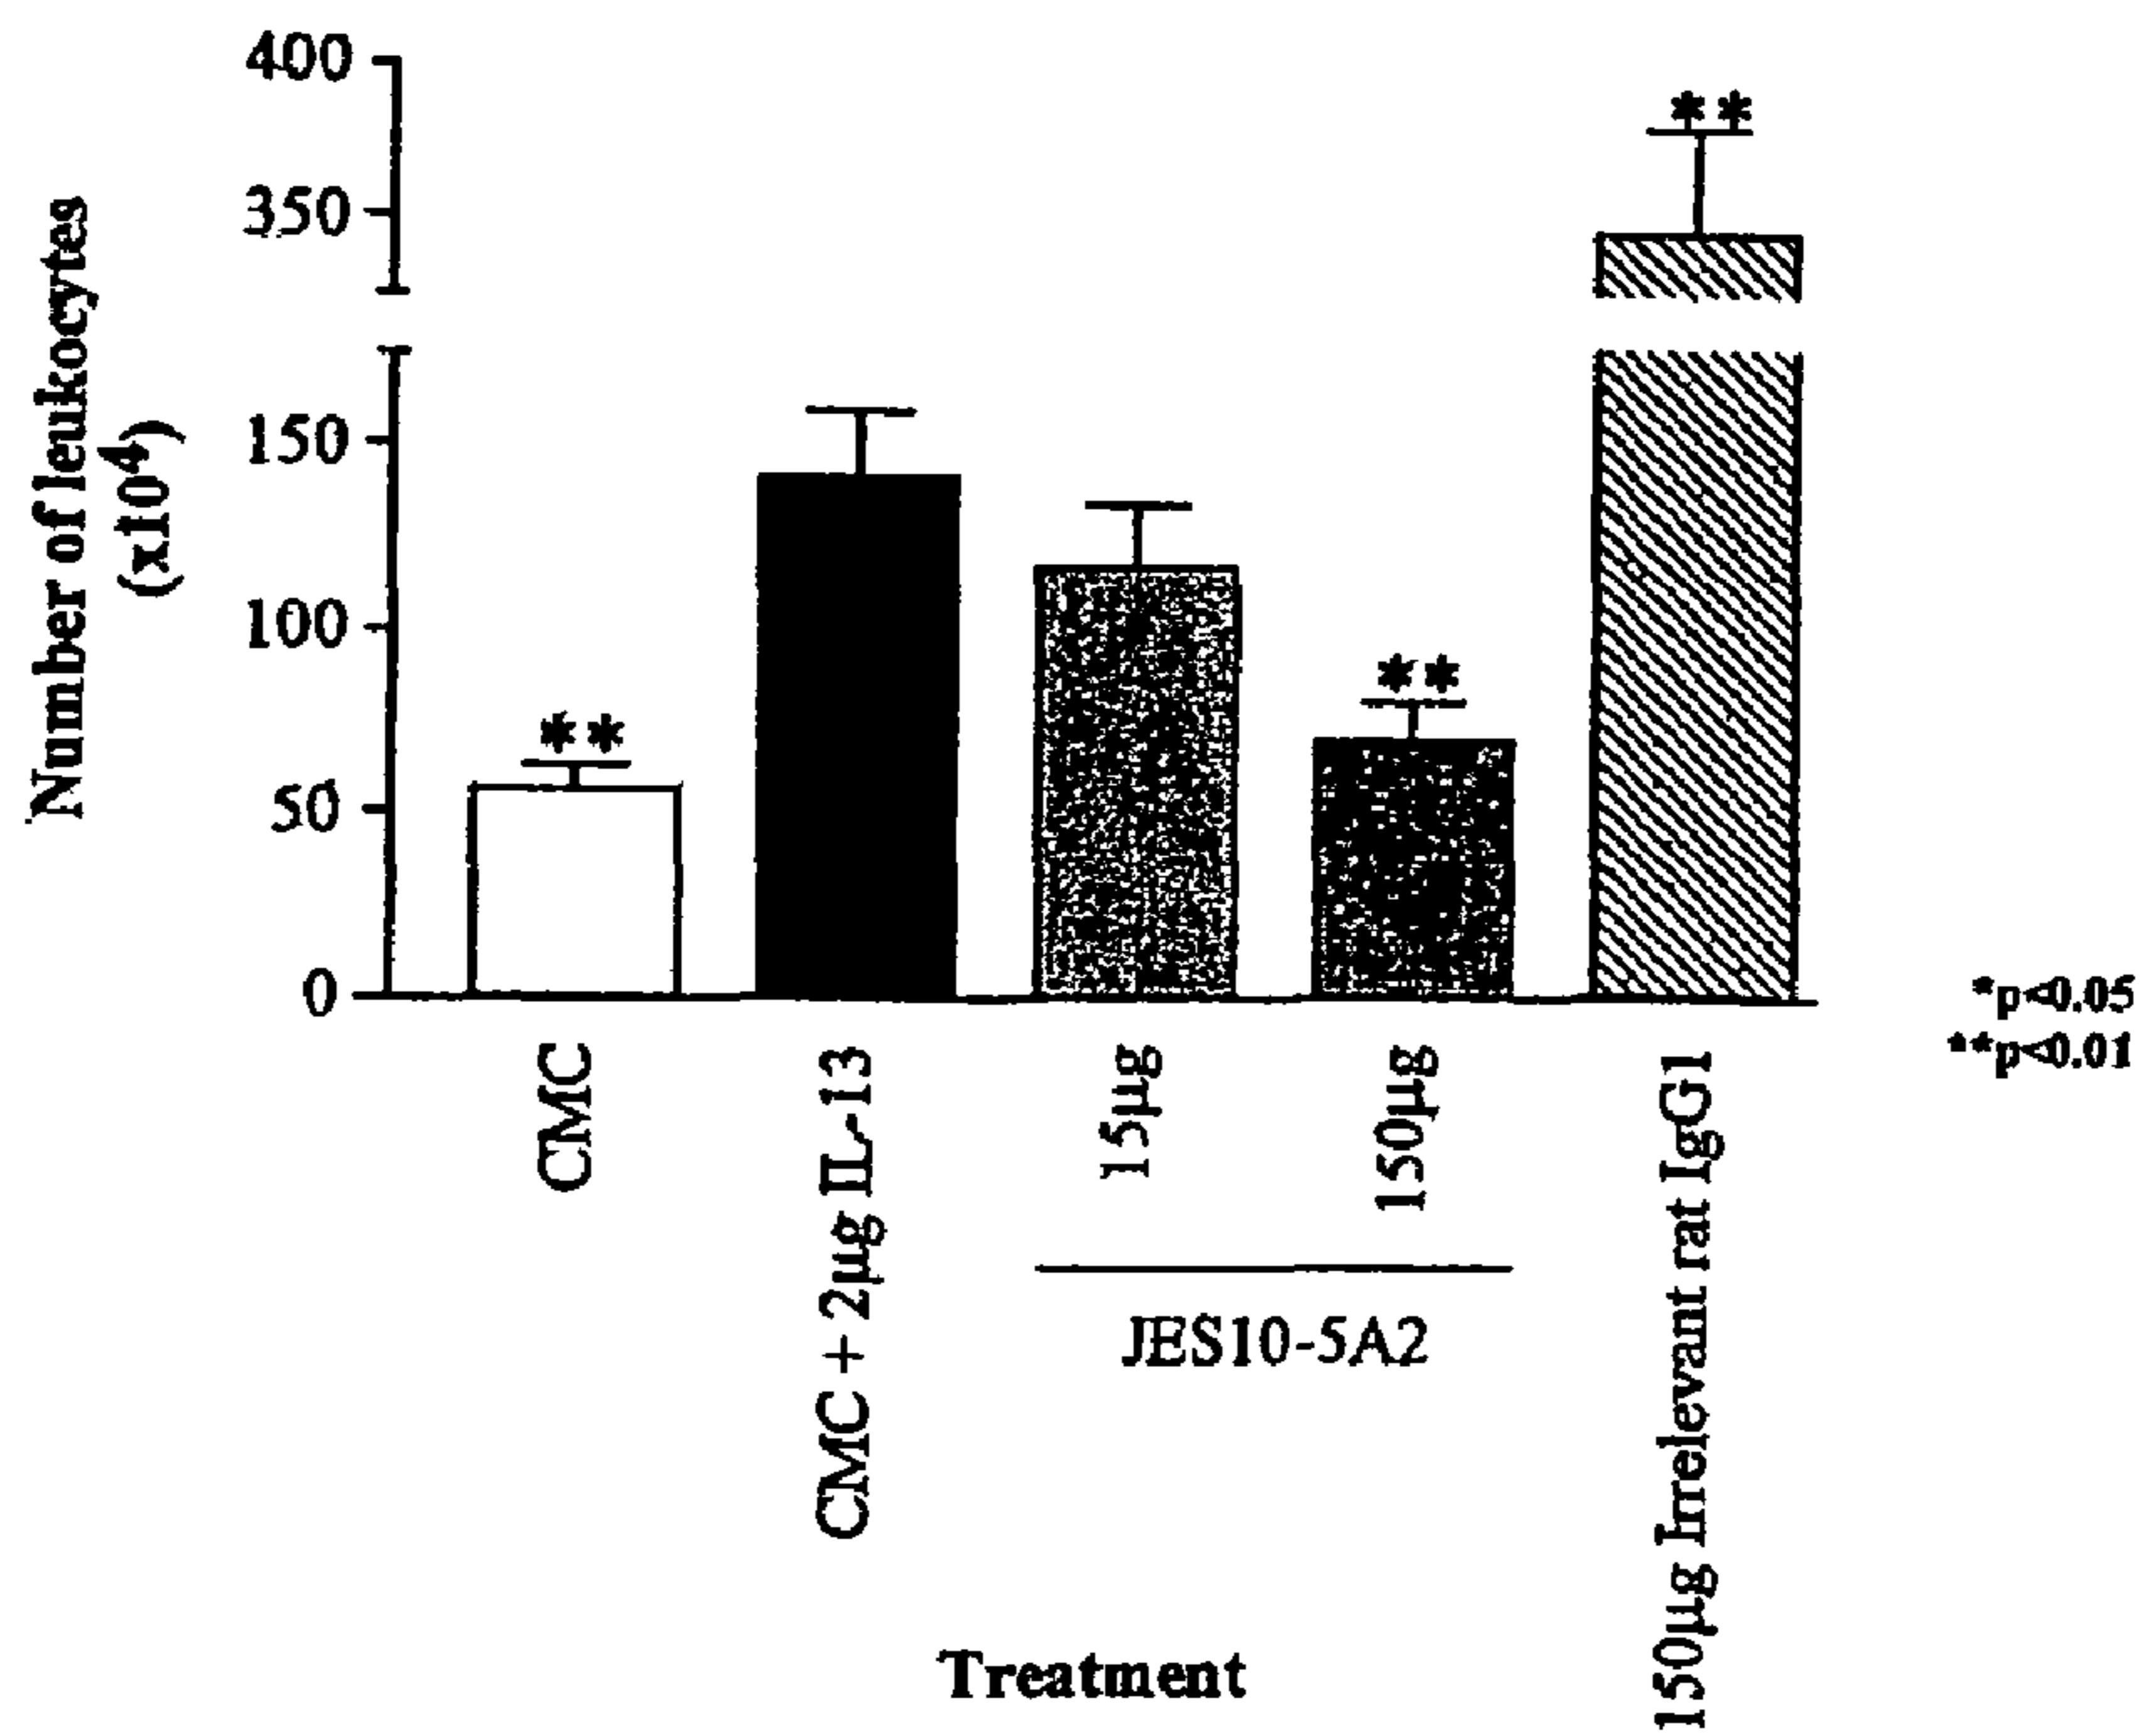 Number of leukocytes
(x10⁴)
400
350
150
100
50
0
**
**
**
*p<0.05
**p<0.01
CMC
CMC + 2µg IL-13
15µg
150µg
JES10-5A2
150µg Irrelevant rat IgG1
Treatment